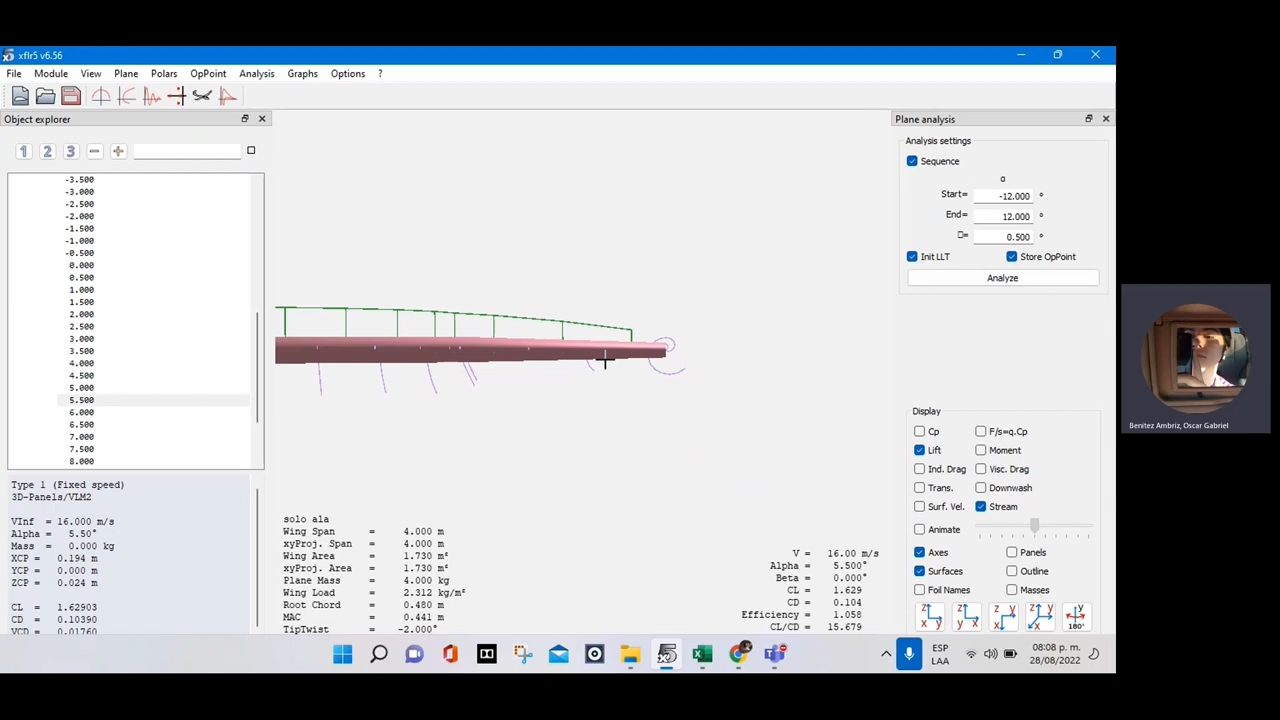 xflr5 v6.56
File Module View Plane Polars OpPoint Analysis Graphs Options ?
Object explorer
1 2 3
-3.500
-3.000
-2.500
-2.000
-1.500
-1.000
-0.500
0.000
0.500
1.000
1.500
2.000
2.500
3.000
3.500
4.000
4.500
5.000
5.500
6.000
6.500
7.000
7.500
8.000
Type 1 (Fixed speed)
3D-Panels/VLM2
VInf = 16.000 m/s
Alpha = 5.50°
Mass = 0.000 kg
XCP = 0.194 m
YCP = 0.000 m
ZCP = 0.024 m
CL = 1.62903
CD = 0.10390
VCD = 0.01760
solo ala
Wing Span = 4.000 m
xyProj. Span = 4.000 m
Wing Area = 1.730 m²
xyProj. Area = 1.730 m²
Plane Mass = 4.000 kg
Wing Load = 2.312 kg/m²
Root Chord = 0.480 m
MAC = 0.441 m
TipTwist = -2.000°
V = 16.00 m/s
Alpha = 5.500°
Beta = 0.000°
CL = 1.629
CD = 0.104
Efficiency = 1.058
CL/CD = 15.679
Plane analysis
Analysis settings
Sequence
α
Start= -12.000 °
End= 12.000 °
□= 0.500 °
Init LLT Store OpPoint
Analyze
Display
Cp F/s=q.Cp
Lift Moment
Ind. Drag Visc. Drag
Trans. Downwash
Surf. Vel. Stream
Animate
Axes Panels
Surfaces Outline
Foil Names Masses
z x y
z y x
z y x
z y x
y 180°
Benitez Ambriz, Oscar Gabriel
ESP
LAA
08:08 p. m.
28/08/2022